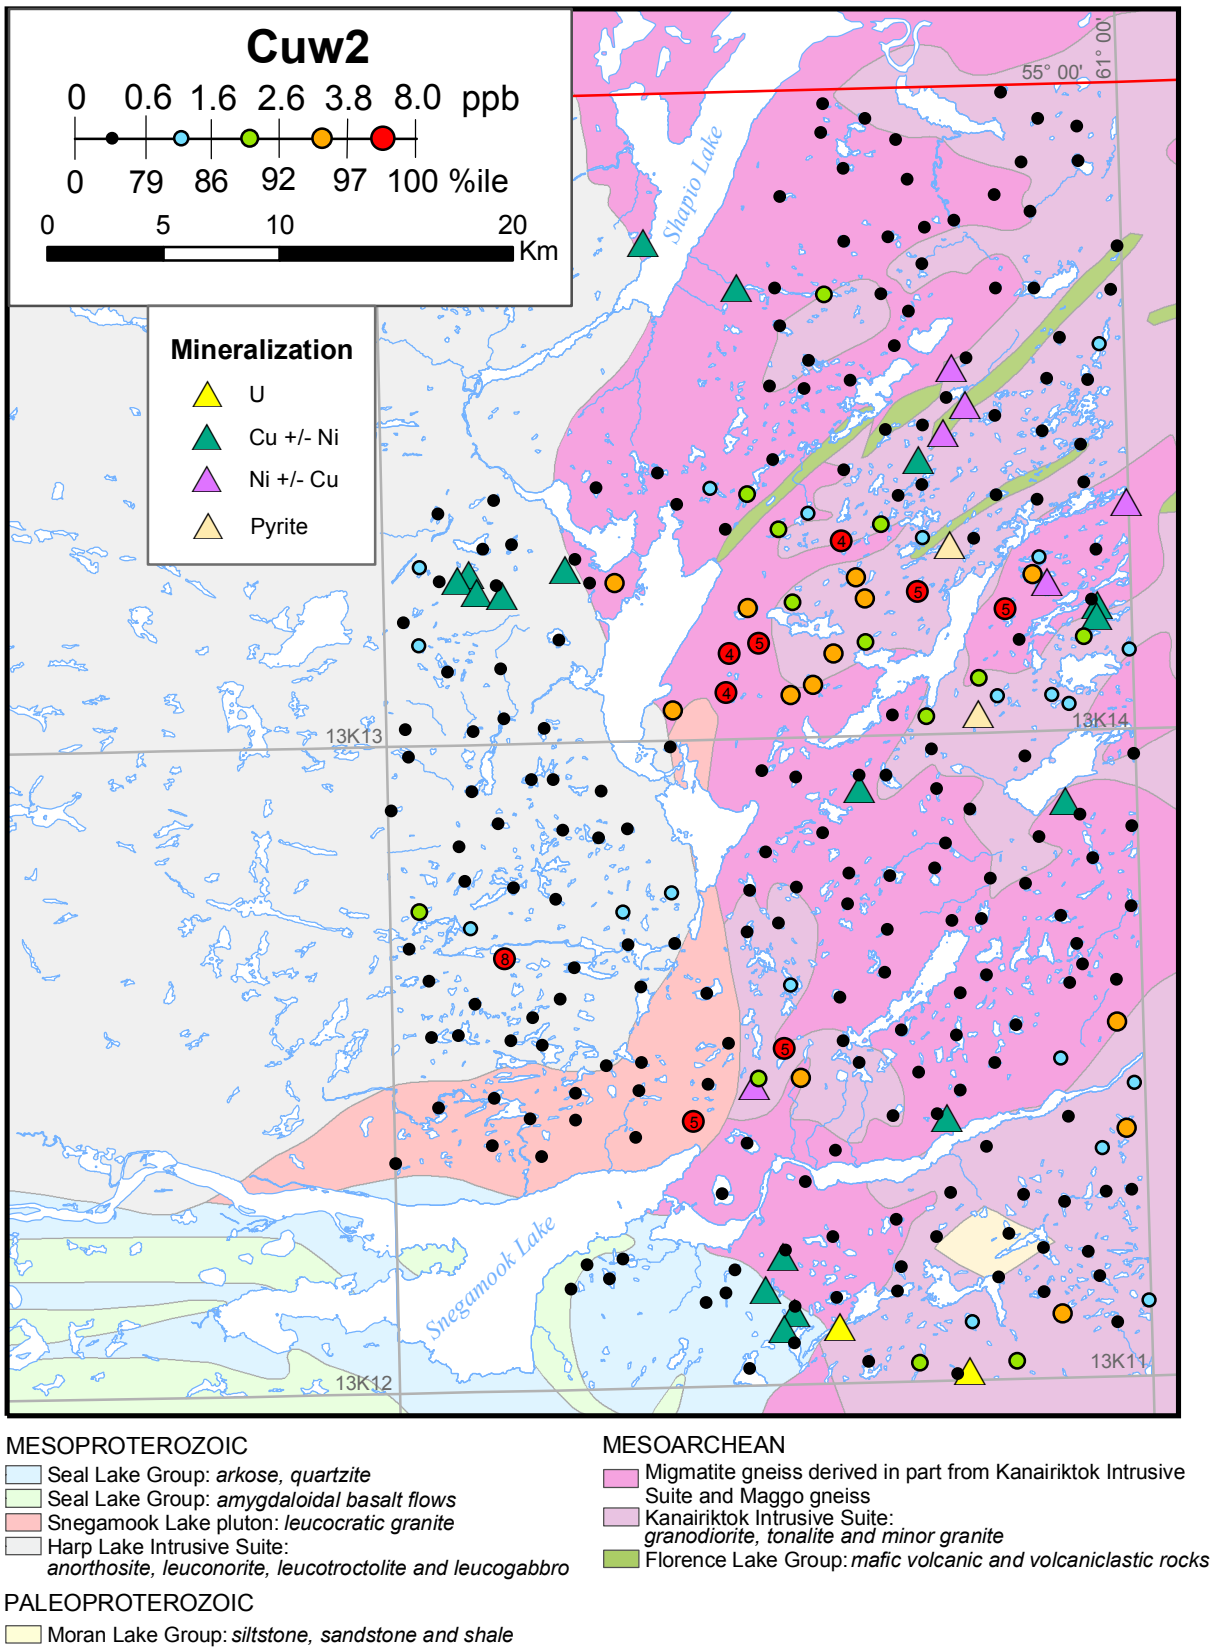 Cuw2
0 0.6 1.6 2.6 3.8 8.0 ppb
0 79 86 92 97 100 %ile
0 5 10 20
Km
Mineralization
U
Cu +/- Ni
Ni +/- Cu
Pyrite
55° 00'
61° 00'
Shapio Lake
4
5
5
5
4
4
13K13
13K14
8
5
5
Snegamook Lake
13K12
13K11
MESOPROTEROZOIC
Seal Lake Group: arkose, quartzite
Seal Lake Group: amygdaloidal basalt flows
Snegamook Lake pluton: leucocratic granite
Harp Lake Intrusive Suite:
anorthosite, leuconorite, leucotroctolite and leucogabbro
PALEOPROTEROZOIC
Moran Lake Group: siltstone, sandstone and shale
MESOARCHEAN
Migmatite gneiss derived in part from Kanairiktok Intrusive
Suite and Maggo gneiss
Kanairiktok Intrusive Suite:
granodiorite, tonalite and minor granite
Florence Lake Group: mafic volcanic and volcaniclastic rocks